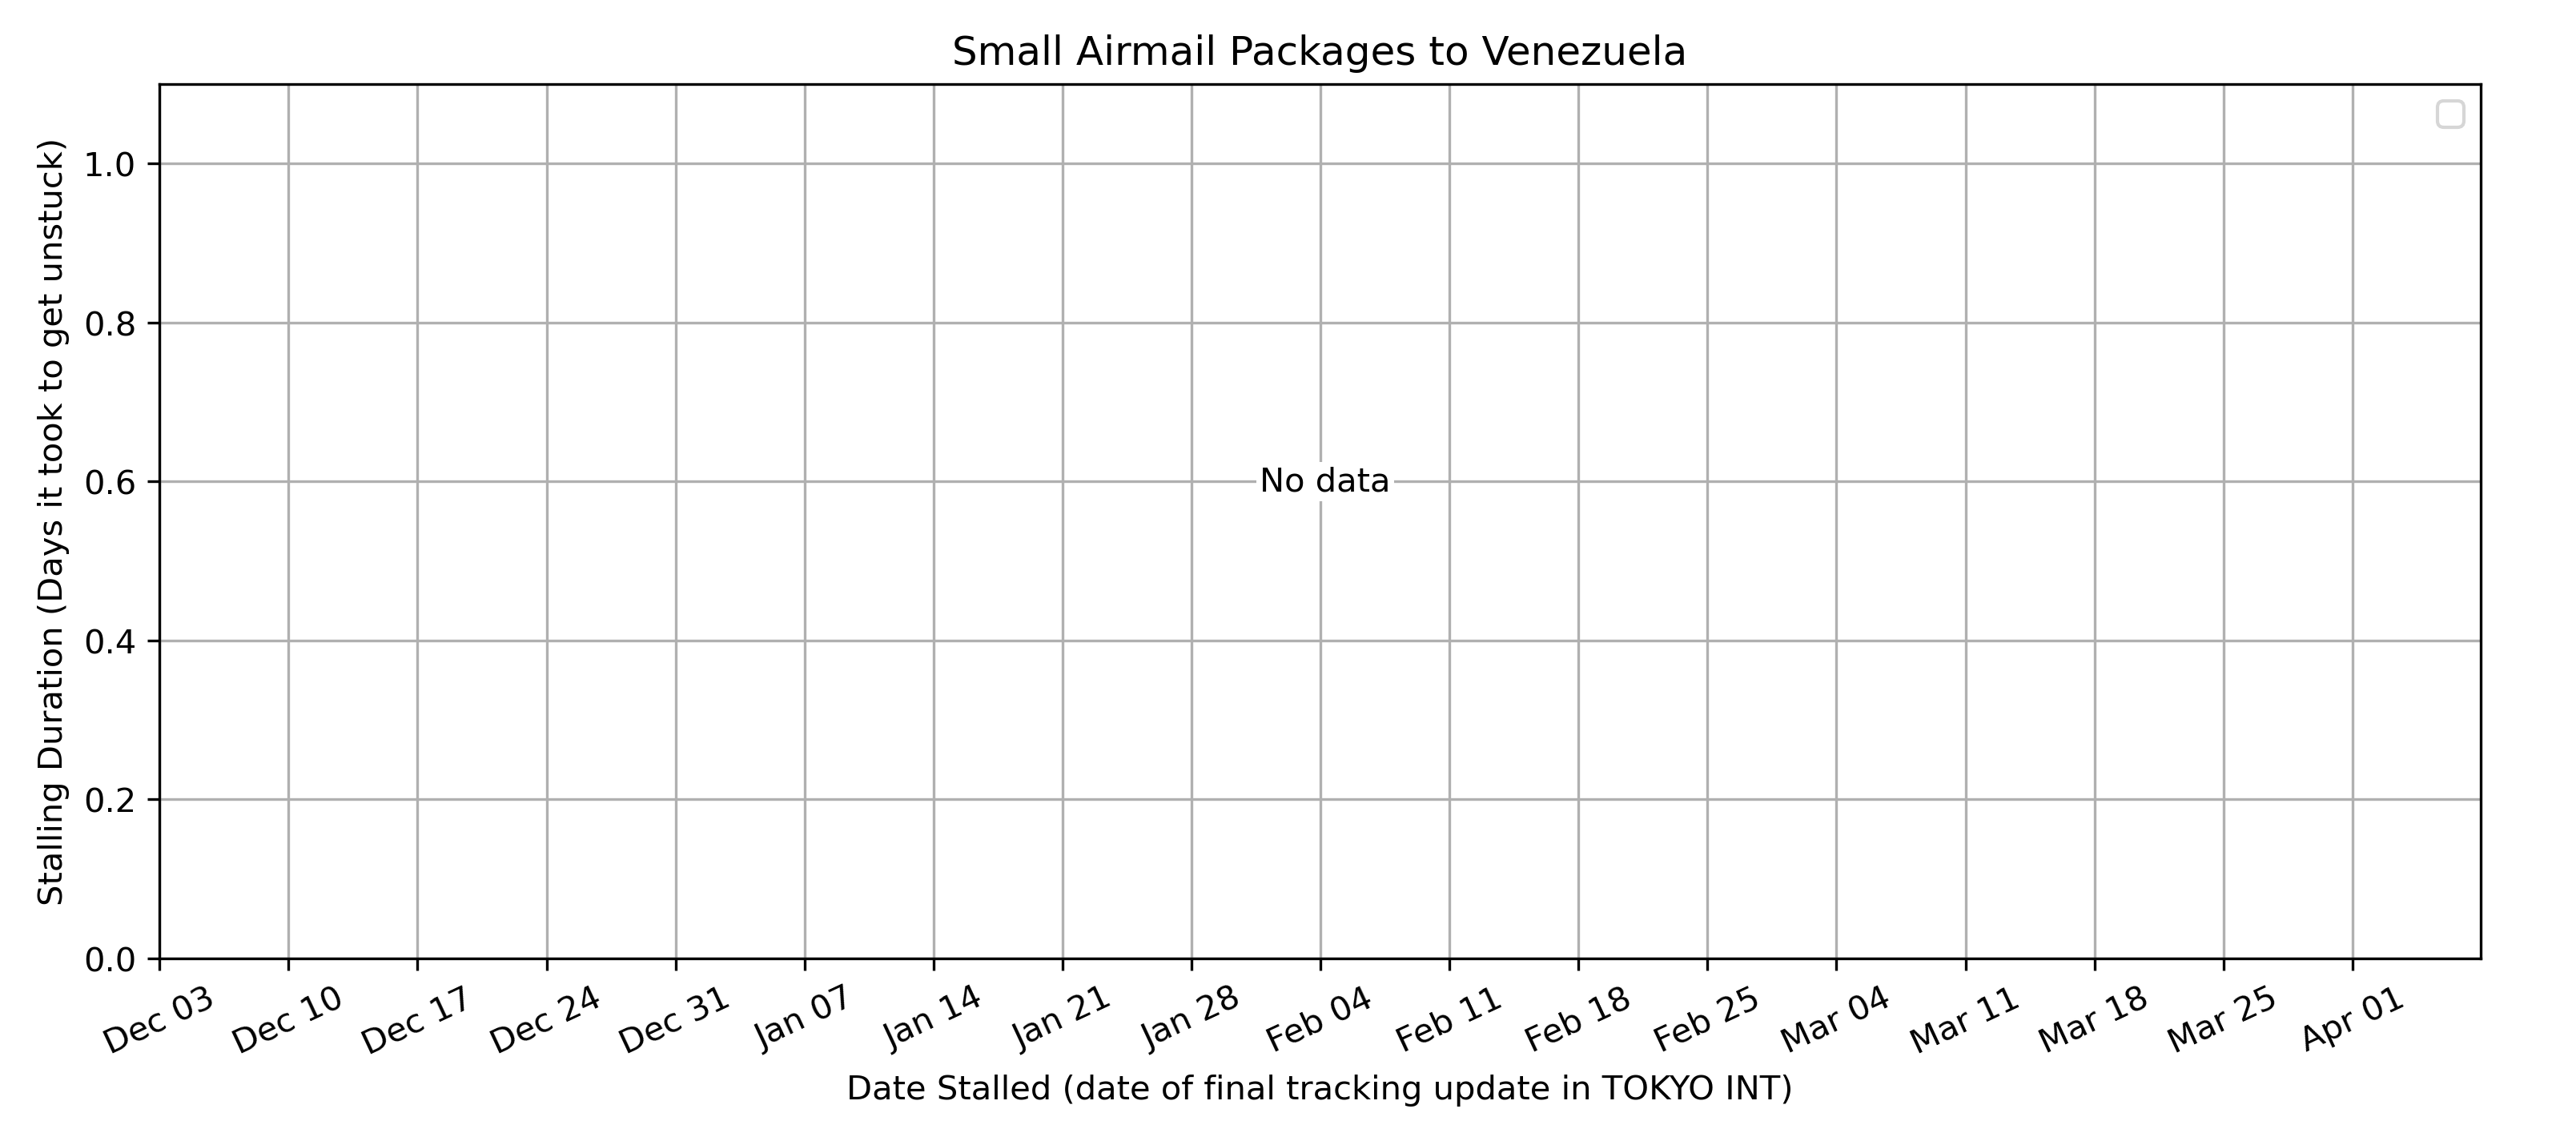 Small Airmail Packages to Venezuela
Stalling Duration (Days it took to get unstuck)
1.0
0.8
0.6
0.4
0.2
0.0
No data
Dec 03 Dec 10 Dec 17 Dec 24 Dec 31 Jan 07 Jan 14 Jan 21 Jan 28 Feb 04 Feb 11 Feb 18 Feb 25 Mar 04 Mar 11 Mar 18 Mar 25 Apr 01
Date Stalled (date of final tracking update in TOKYO INT)